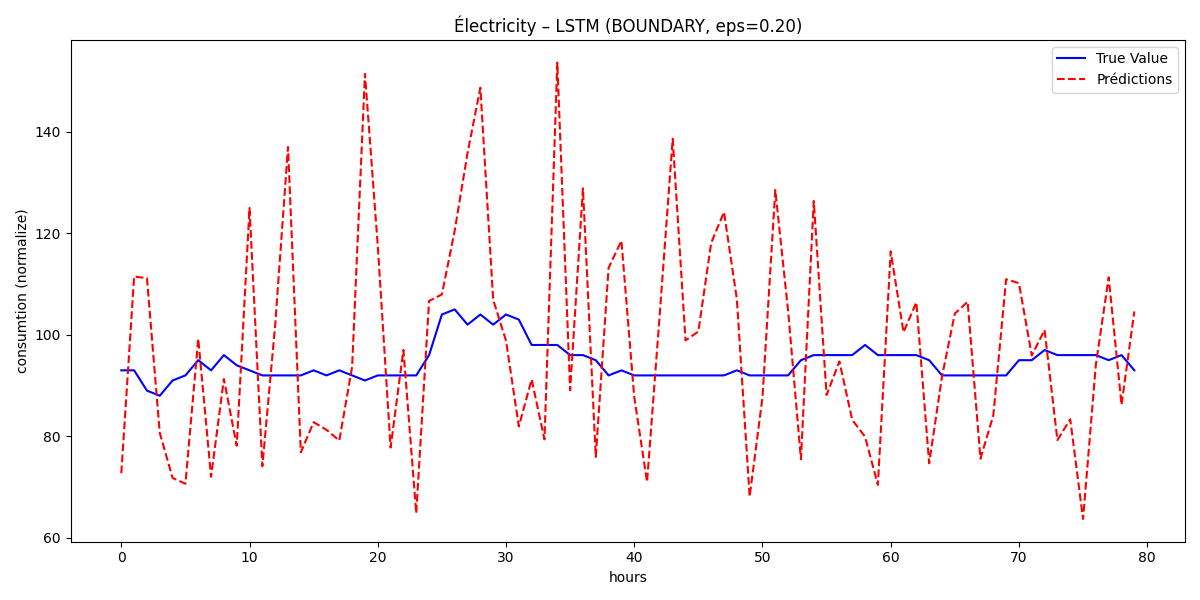 Électricity – LSTM (BOUNDARY, eps=0.20)
True Value
Prédictions
consumtion (normalize)
140
120
100
80
60
0 10 20 30 40 50 60 70 80
hours